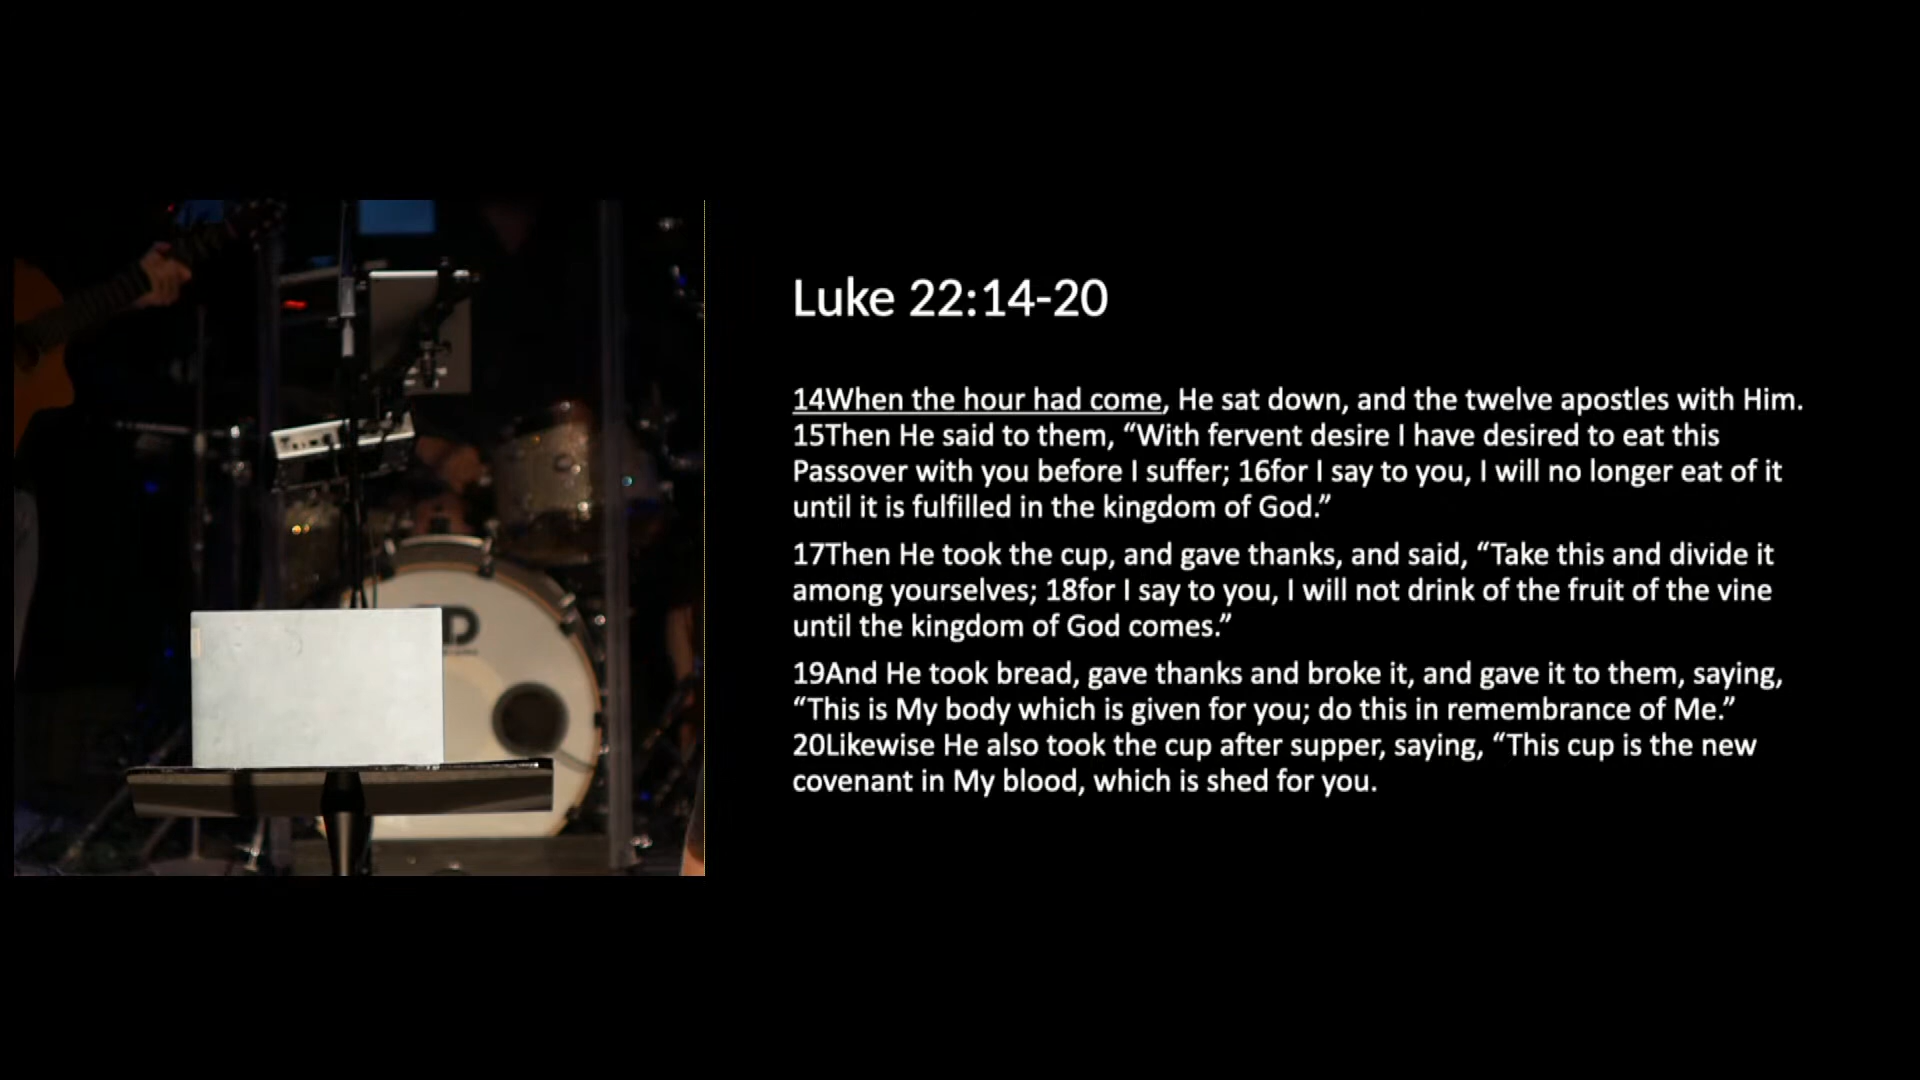 Luke 22:14-20
14When the hour had come, He sat down, and the twelve apostles with Him.
15Then He said to them, “With fervent desire I have desired to eat this
Passover with you before I suffer; 16for I say to you, I will no longer eat of it
until it is fulfilled in the kingdom of God.”
17Then He took the cup, and gave thanks, and said, “Take this and divide it
among yourselves; 18for I say to you, I will not drink of the fruit of the vine
until the kingdom of God comes.”
19And He took bread, gave thanks and broke it, and gave it to them, saying,
“This is My body which is given for you; do this in remembrance of Me.”
20Likewise He also took the cup after supper, saying, “This cup is the new
covenant in My blood, which is shed for you.